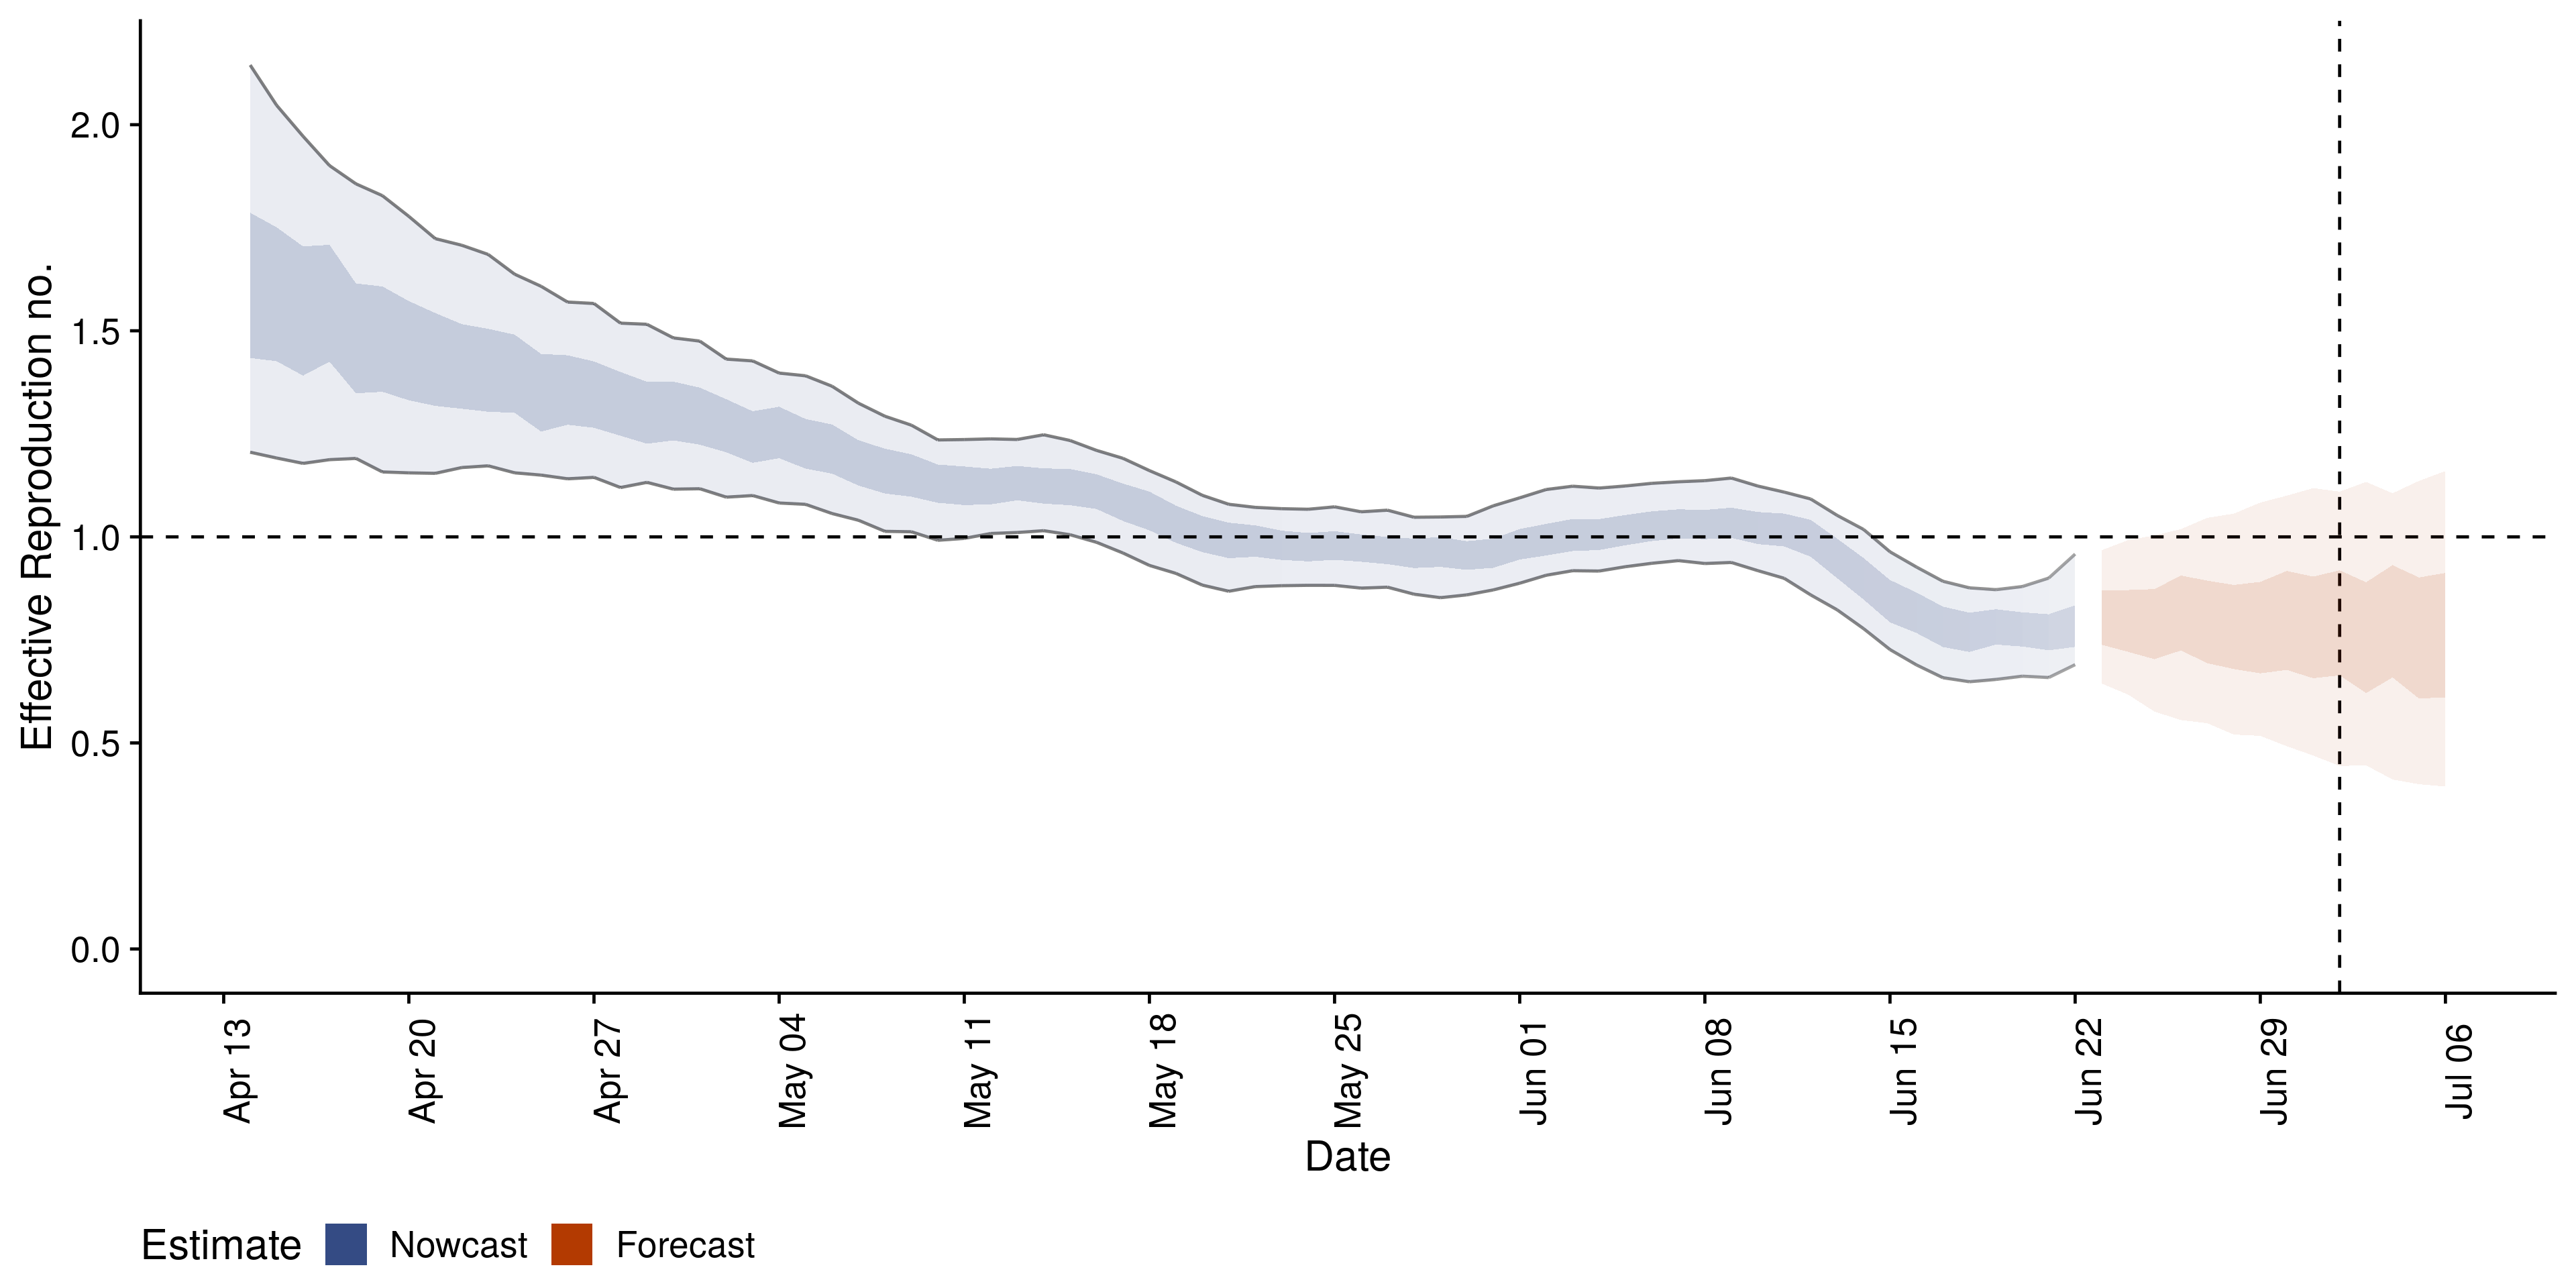 Effective Reproduction no.
2.0
1.5
1.0
0.5
0.0
Apr 13
Apr 20
Apr 27
May 04
May 11
May 18
May 25
Jun 01
Jun 08
Jun 15
Jun 22
Jun 29
Jul 06
Date
Estimate Nowcast Forecast